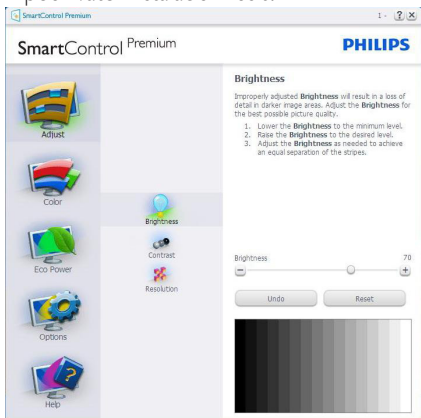 SmartControl Premium
1 -
?
X
SmartControl Premium
PHILIPS
Adjust
Color
Eco Power
Options
Help
Brightness
Contrast
Resolution
Brightness
Improperly adjusted Brightness will result in a loss of
detail in darker image areas. Adjust the Brightness for
the best possible picture quality.
1. Lower the Brightness to the minimum level.
2. Raise the Brightness to the desired level.
3. Adjust the Brightness as needed to achieve
an equal separation of the stripes.
Brightness 70
Undo Reset